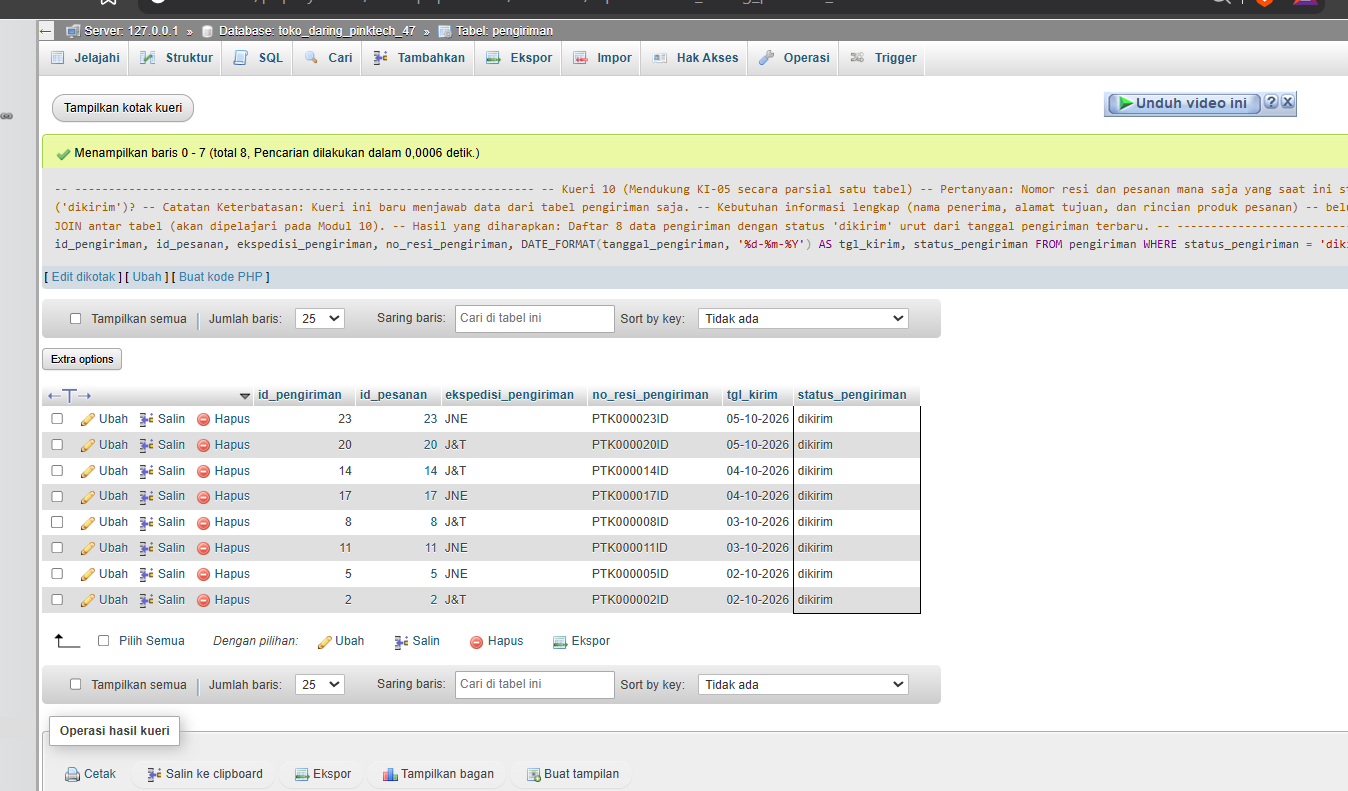 Server: 127.0.0.1 » Database: toko_daring_pinktech_47 » Tabel: pengiriman
Jelajahi Struktur SQL Cari Tambahkan Ekspor Impor Hak Akses Operasi Trigger
Tampilkan kotak kueri
Unduh video ini ? X
Menampilkan baris 0 - 7 (total 8, Pencarian dilakukan dalam 0,0006 detik.)
-- --------------------------------------------------------------------- -- Kueri 10 (Mendukung KI-05 secara parsial satu tabel) -- Pertanyaan: Nomor resi dan pesanan mana saja yang saat ini
('dikirim')? -- Catatan Keterbatasan: Kueri ini baru menjawab data dari tabel pengiriman saja. -- Kebutuhan informasi lengkap (nama penerima, alamat tujuan, dan rincian produk pesanan) --
JOIN antar tabel (akan dipelajari pada Modul 10). -- Hasil yang diharapkan: Daftar 8 data pengiriman dengan status 'dikirim' urut dari tanggal pengiriman terbaru. -- --------------------------
id_pengiriman, id_pesanan, ekspedisi_pengiriman, no_resi_pengiriman, DATE_FORMAT(tanggal_pengiriman, '%d-%m-%Y') AS tgl_kirim, status_pengiriman FROM pengiriman WHERE status_pengiriman =
[ Edit dikotak ] [ Ubah ] [ Buat kode PHP ]
Tampilkan semua | Jumlah baris: 25 Saring baris: Cari di tabel ini Sort by key: Tidak ada
Extra options
←T→ id_pengiriman id_pesanan ekspedisi_pengiriman no_resi_pengiriman tgl_kirim status_pengiriman
Ubah Salin Hapus 23 23 JNE PTK000023ID 05-10-2026 dikirim
Ubah Salin Hapus 20 20 J&T PTK000020ID 05-10-2026 dikirim
Ubah Salin Hapus 14 14 J&T PTK000014ID 04-10-2026 dikirim
Ubah Salin Hapus 17 17 JNE PTK000017ID 04-10-2026 dikirim
Ubah Salin Hapus 8 8 J&T PTK000008ID 03-10-2026 dikirim
Ubah Salin Hapus 11 11 JNE PTK000011ID 03-10-2026 dikirim
Ubah Salin Hapus 5 5 JNE PTK000005ID 02-10-2026 dikirim
Ubah Salin Hapus 2 2 J&T PTK000002ID 02-10-2026 dikirim
Pilih Semua Dengan pilihan: Ubah Salin Hapus Ekspor
Tampilkan semua | Jumlah baris: 25 Saring baris: Cari di tabel ini Sort by key: Tidak ada
Operasi hasil kueri
Cetak Salin ke clipboard Ekspor Tampilkan bagan Buat tampilan